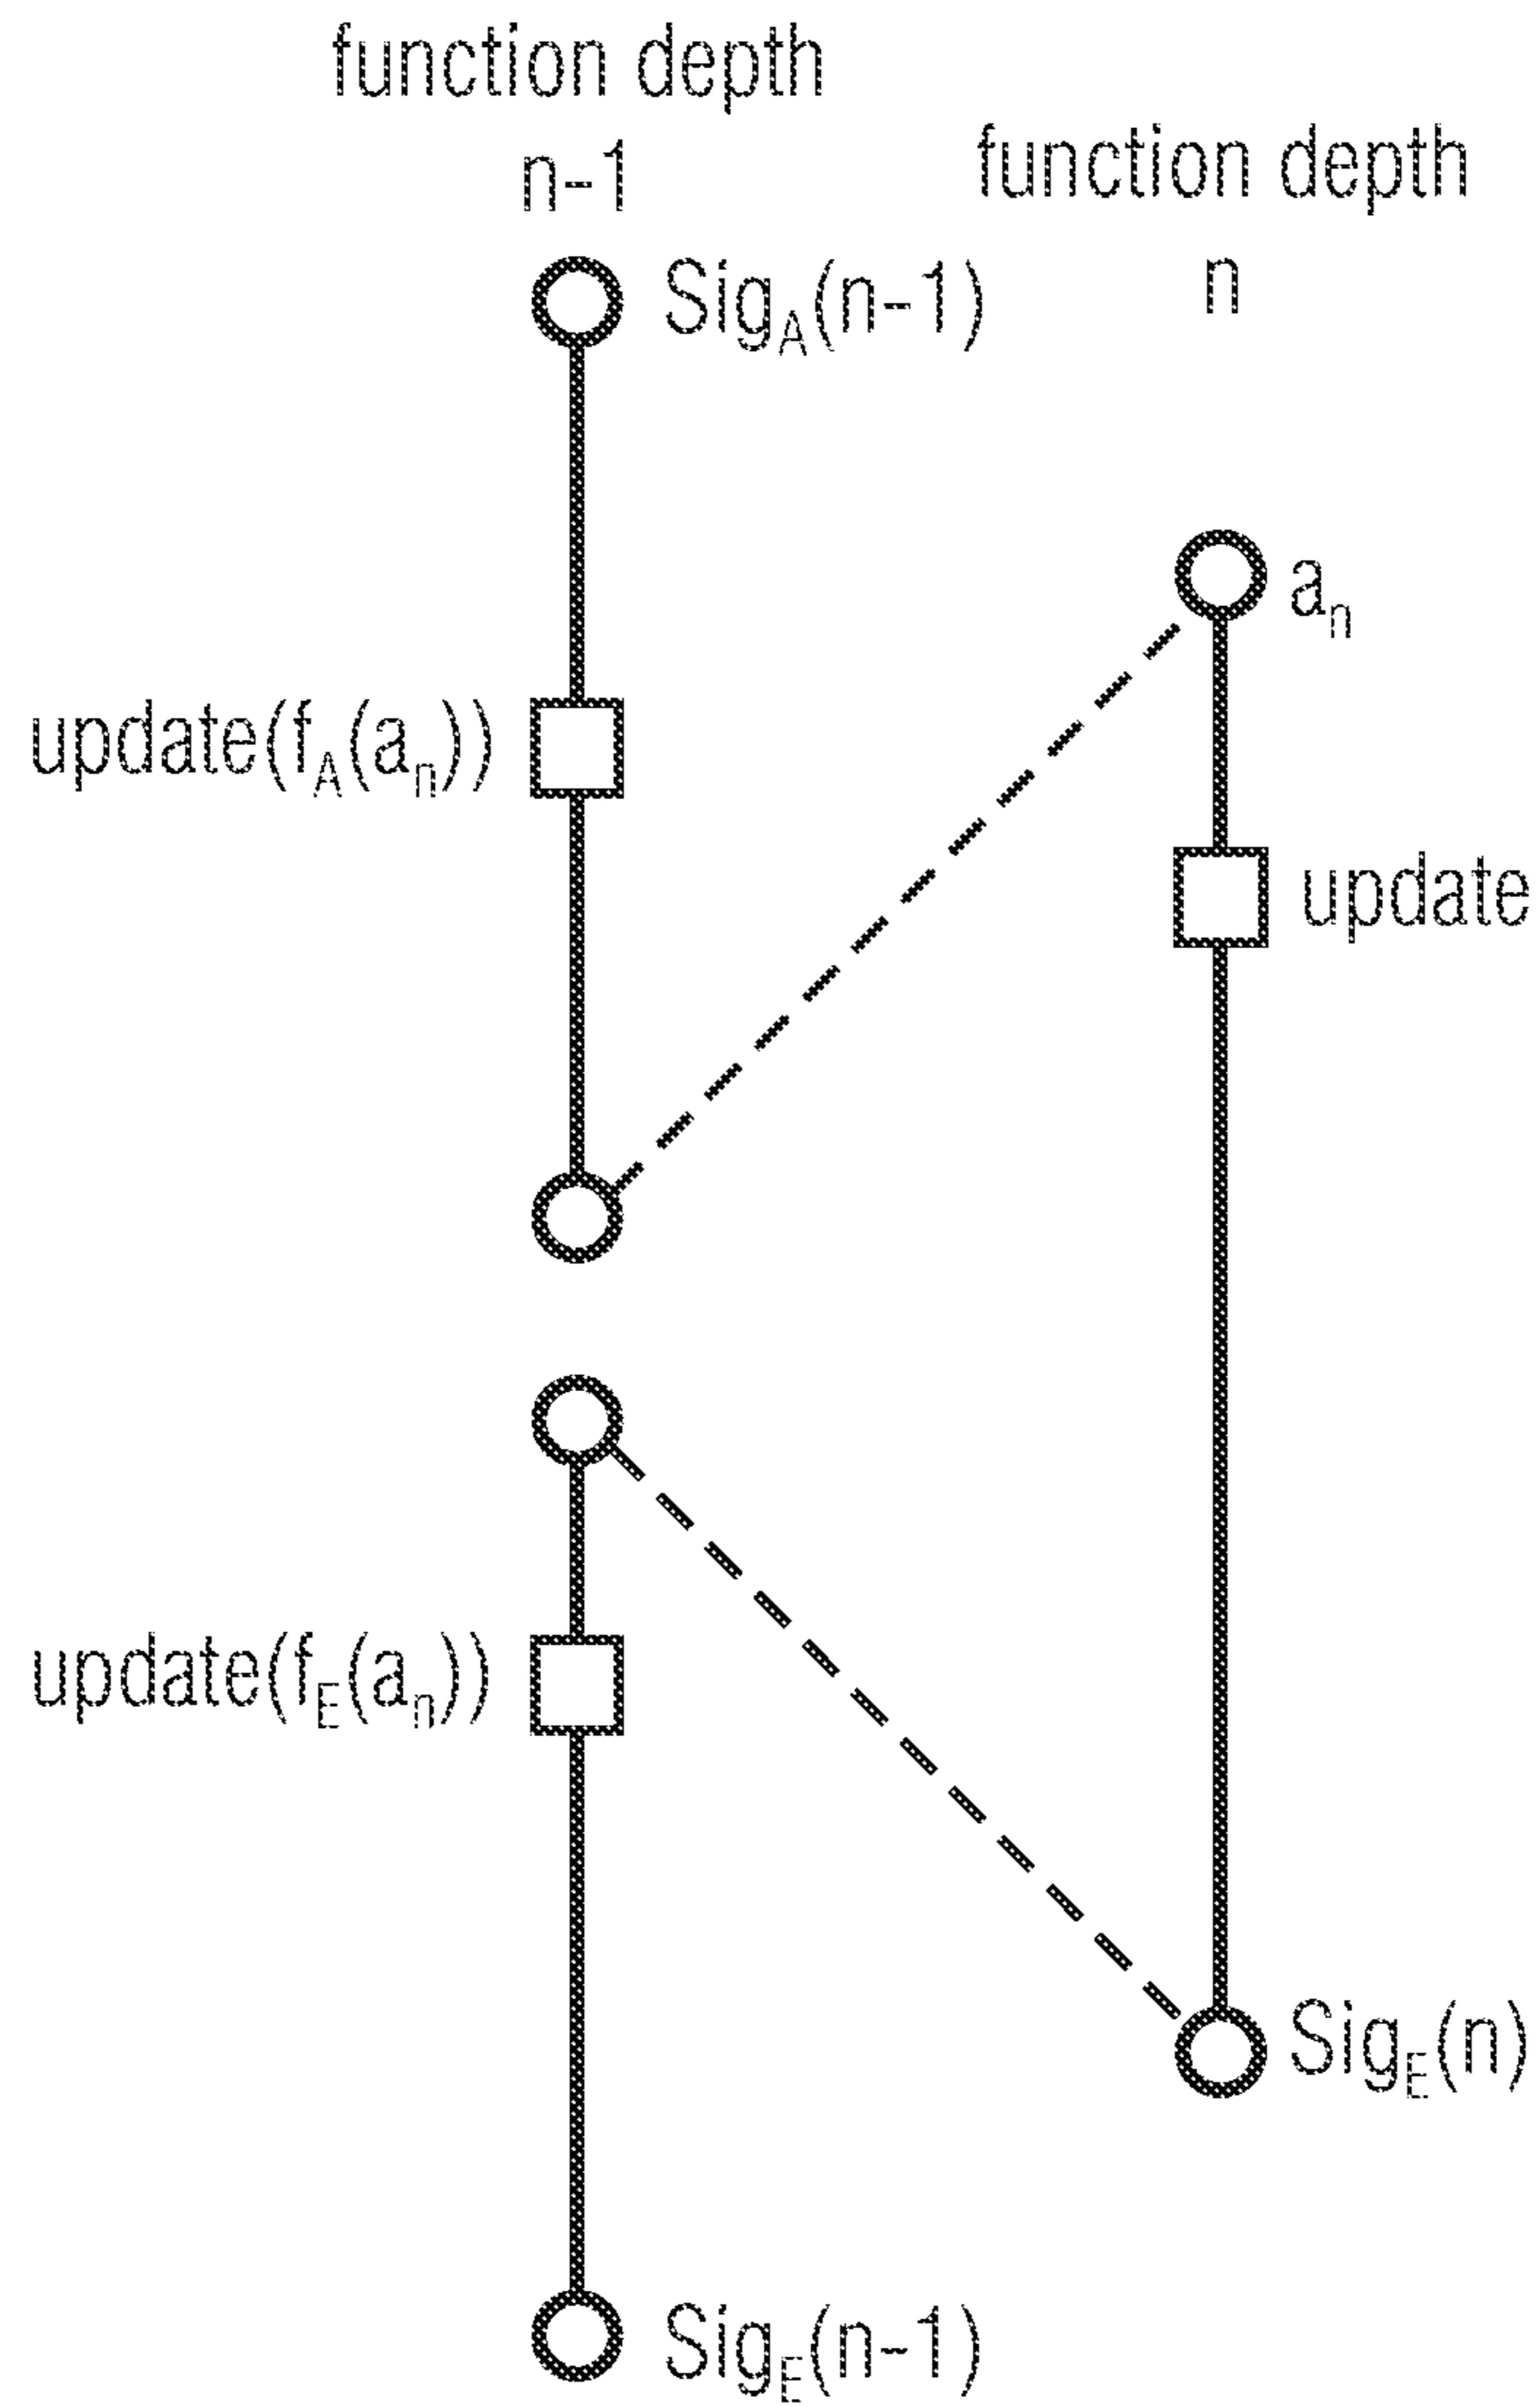 function depth
n-1
function depth
n
Sig_A(n-1)
a_n
update(f_A(a_n))
update
update(f_E(a_n))
Sig_E(n)
Sig_E(n-1)